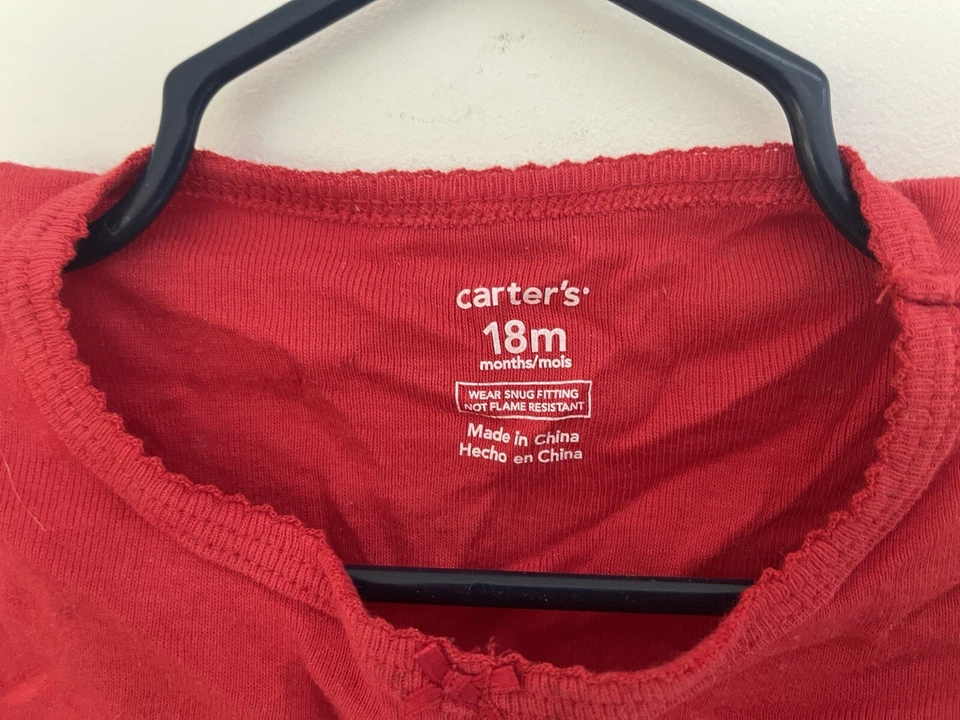 carter's
18m
months/mois
WEAR SNUG FITTING
NOT FLAME RESISTANT
Made in China
Hecho en China